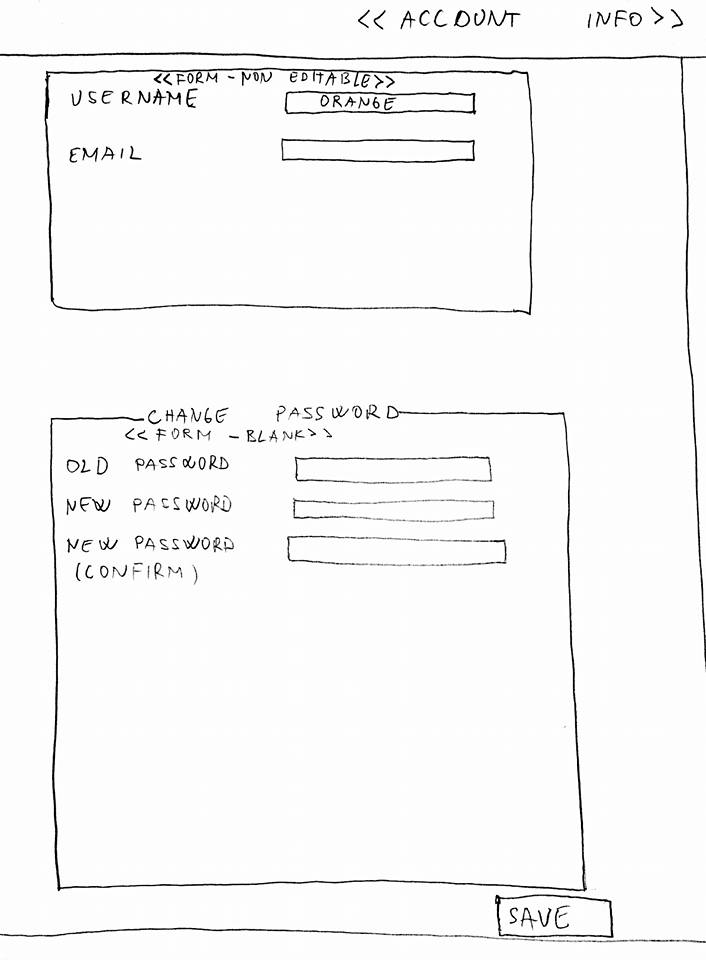 << ACCOUNT INFO >>
<< FORM - NON EDITABLE >>
USERNAME ORANGE
EMAIL
CHANGE PASSWORD
<< FORM - BLANK >>
OLD PASSWORD
NEW PASSWORD
NEW PASSWORD
(CONFIRM)
SAVE